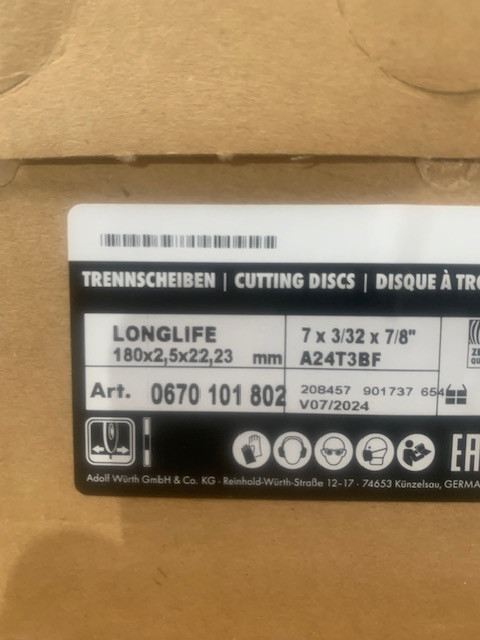 TRENNSCHEIBEN | CUTTING DISCS | DISQUE À TRO
LONGLIFE
180x2,5x22,23 mm
7 x 3/32 x 7/8"
A24T3BF
Art. 0670 101 802
208457 901737 654
V07/2024
EA
Adolf Würth GmbH & Co. KG · Reinhold-Würth-Straße 12-17 · 74653 Künzelsau, GERMA